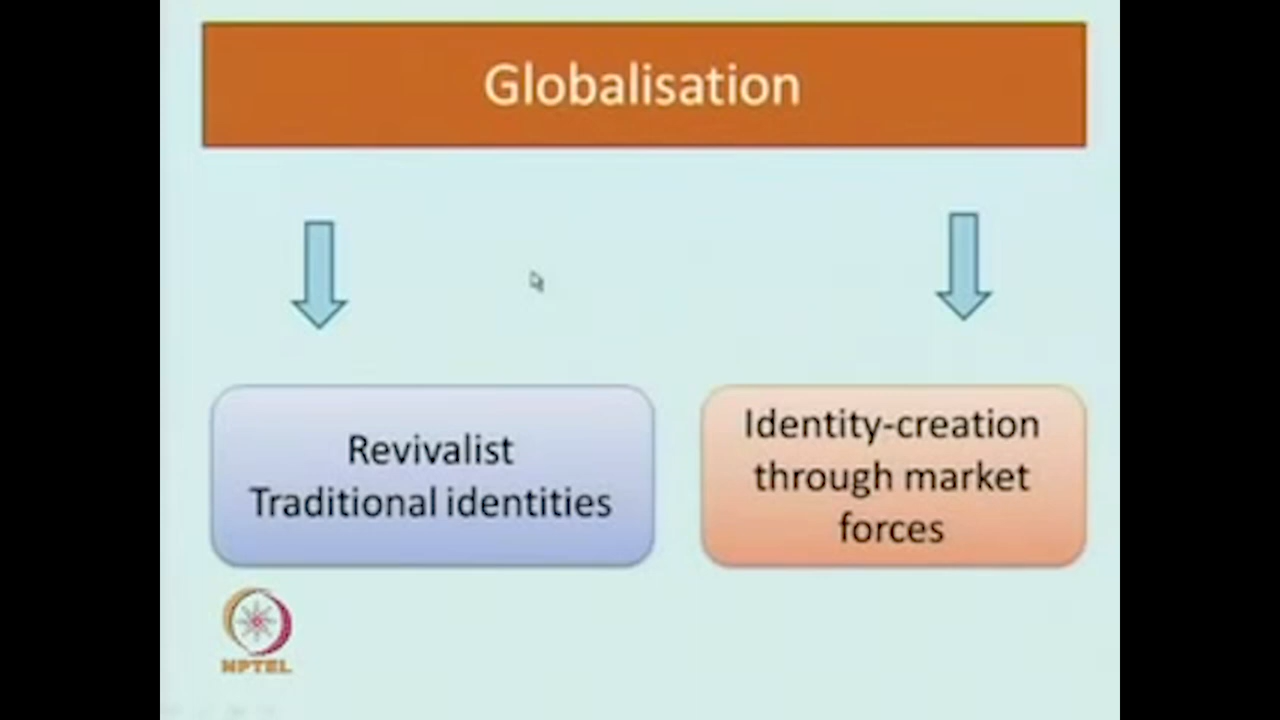 Globalisation
Revivalist
Traditional identities
Identity-creation
through market
forces
NPTEL